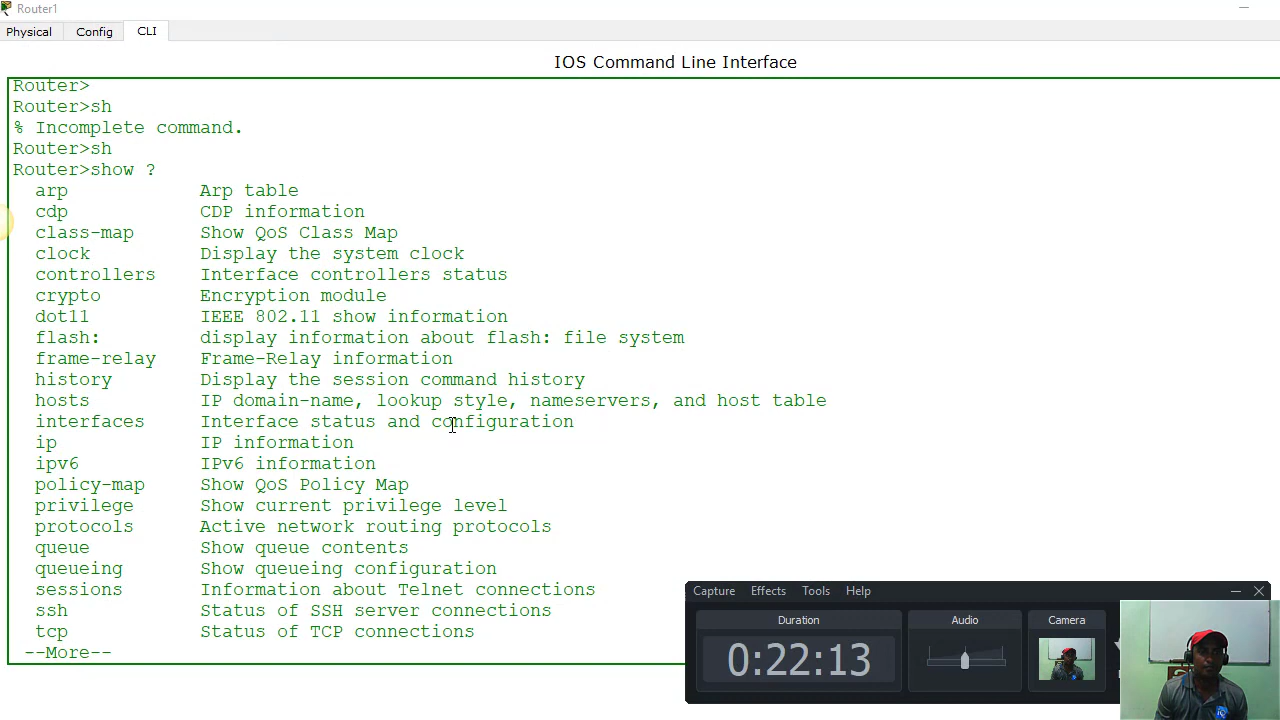 Router1
Physical Config CLI
IOS Command Line Interface
Router>
Router>sh
% Incomplete command.
Router>sh
Router>show ?
arp Arp table
cdp CDP information
class-map Show QoS Class Map
clock Display the system clock
controllers Interface controllers status
crypto Encryption module
dot11 IEEE 802.11 show information
flash: display information about flash: file system
frame-relay Frame-Relay information
history Display the session command history
hosts IP domain-name, lookup style, nameservers, and host table
interfaces Interface status and configuration
ip IP information
ipv6 IPv6 information
policy-map Show QoS Policy Map
privilege Show current privilege level
protocols Active network routing protocols
queue Show queue contents
queueing Show queueing configuration
sessions Information about Telnet connections
ssh Status of SSH server connections
tcp Status of TCP connections
--More--
Capture Effects Tools Help
Duration Audio Camera
0:22:13